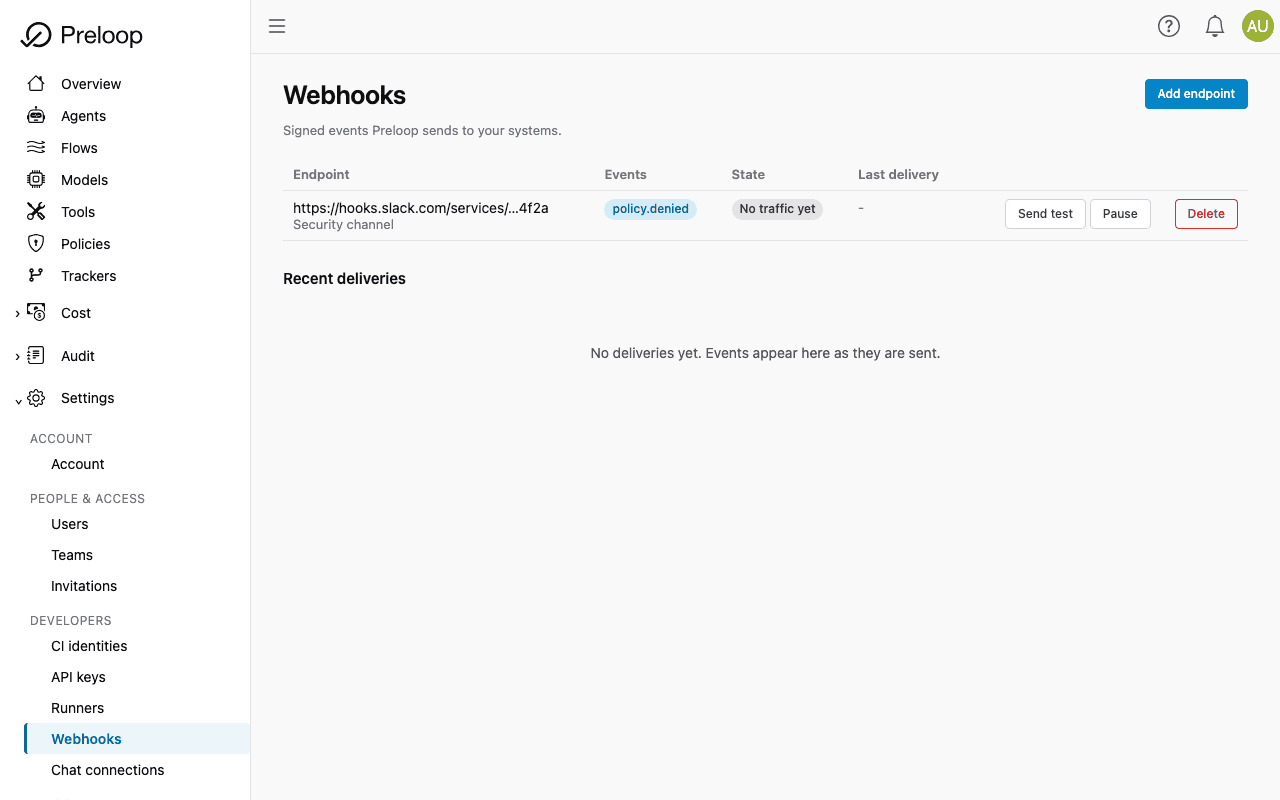 Preloop
AU
Overview
Agents
Flows
Models
Tools
Policies
Trackers
Cost
Audit
Settings
ACCOUNT
Account
PEOPLE & ACCESS
Users
Teams
Invitations
DEVELOPERS
CI identities
API keys
Runners
Webhooks
Chat connections
Webhooks
Add endpoint
Signed events Preloop sends to your systems.
Endpoint Events State Last delivery
https://hooks.slack.com/services/...4f2a policy.denied No traffic yet - Send test Pause Delete
Security channel
Recent deliveries
No deliveries yet. Events appear here as they are sent.